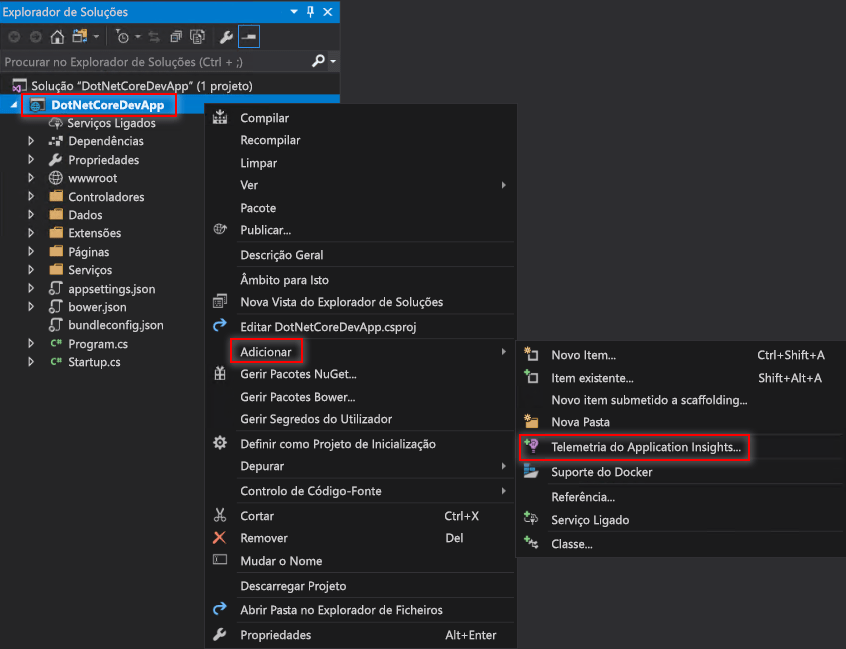 Explorador de Soluções
Procurar no Explorador de Soluções (Ctrl + ;)
Solução "DotNetCoreDevApp" (1 projeto)
DotNetCoreDevApp
Serviços Ligados
Dependências
Propriedades
wwwroot
Controladores
Dados
Extensões
Páginas
Serviços
appsettings.json
bower.json
bundleconfig.json
C# Program.cs
C# Startup.cs
Compilar
Recompilar
Limpar
Ver
Pacote
Publicar...
Descrição Geral
Âmbito para Isto
Nova Vista do Explorador de Soluções
Editar DotNetCoreDevApp.csproj
Adicionar
Gerir Pacotes NuGet...
Gerir Pacotes Bower...
Gerir Segredos do Utilizador
Definir como Projeto de Inicialização
Depurar
Controlo de Código-Fonte
Cortar Ctrl+X
Remover Del
Mudar o Nome
Descarregar Projeto
Abrir Pasta no Explorador de Ficheiros
Propriedades Alt+Enter
Novo Item... Ctrl+Shift+A
Item existente... Shift+Alt+A
Novo item submetido a scaffolding...
Nova Pasta
Telemetria do Application Insights...
Suporte do Docker
Referência...
Serviço Ligado
Classe...